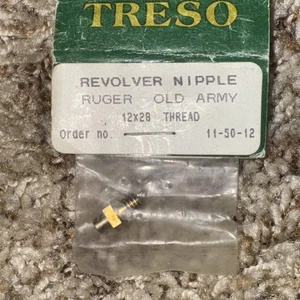 TRESO
REVOLVER NIPPLE
RUGER OLD ARMY
12x28 THREAD
Order no. 11-50-12